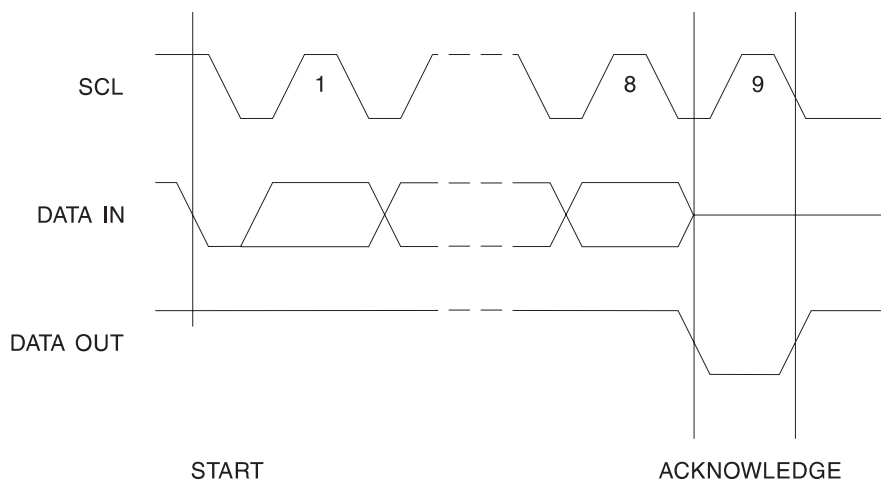 SCL
1
8
9
DATA IN
DATA OUT
START
ACKNOWLEDGE